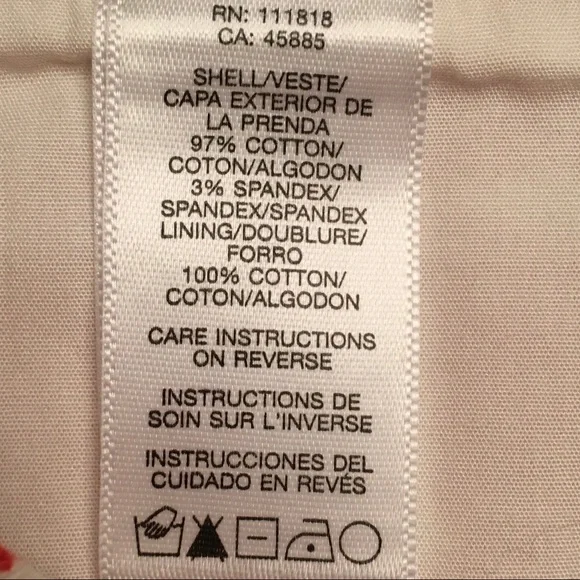 RN: 111818
CA: 45885
SHELL/VESTE/
CAPA EXTERIOR DE
LA PRENDA
97% COTTON/
COTON/ALGODON
3% SPANDEX/
SPANDEX/SPANDEX
LINING/DOUBLURE/
FORRO
100% COTTON/
COTON/ALGODON
CARE INSTRUCTIONS
ON REVERSE
INSTRUCTIONS DE
SOIN SUR L'INVERSE
INSTRUCCIONES DEL
CUIDADO EN REVÉS